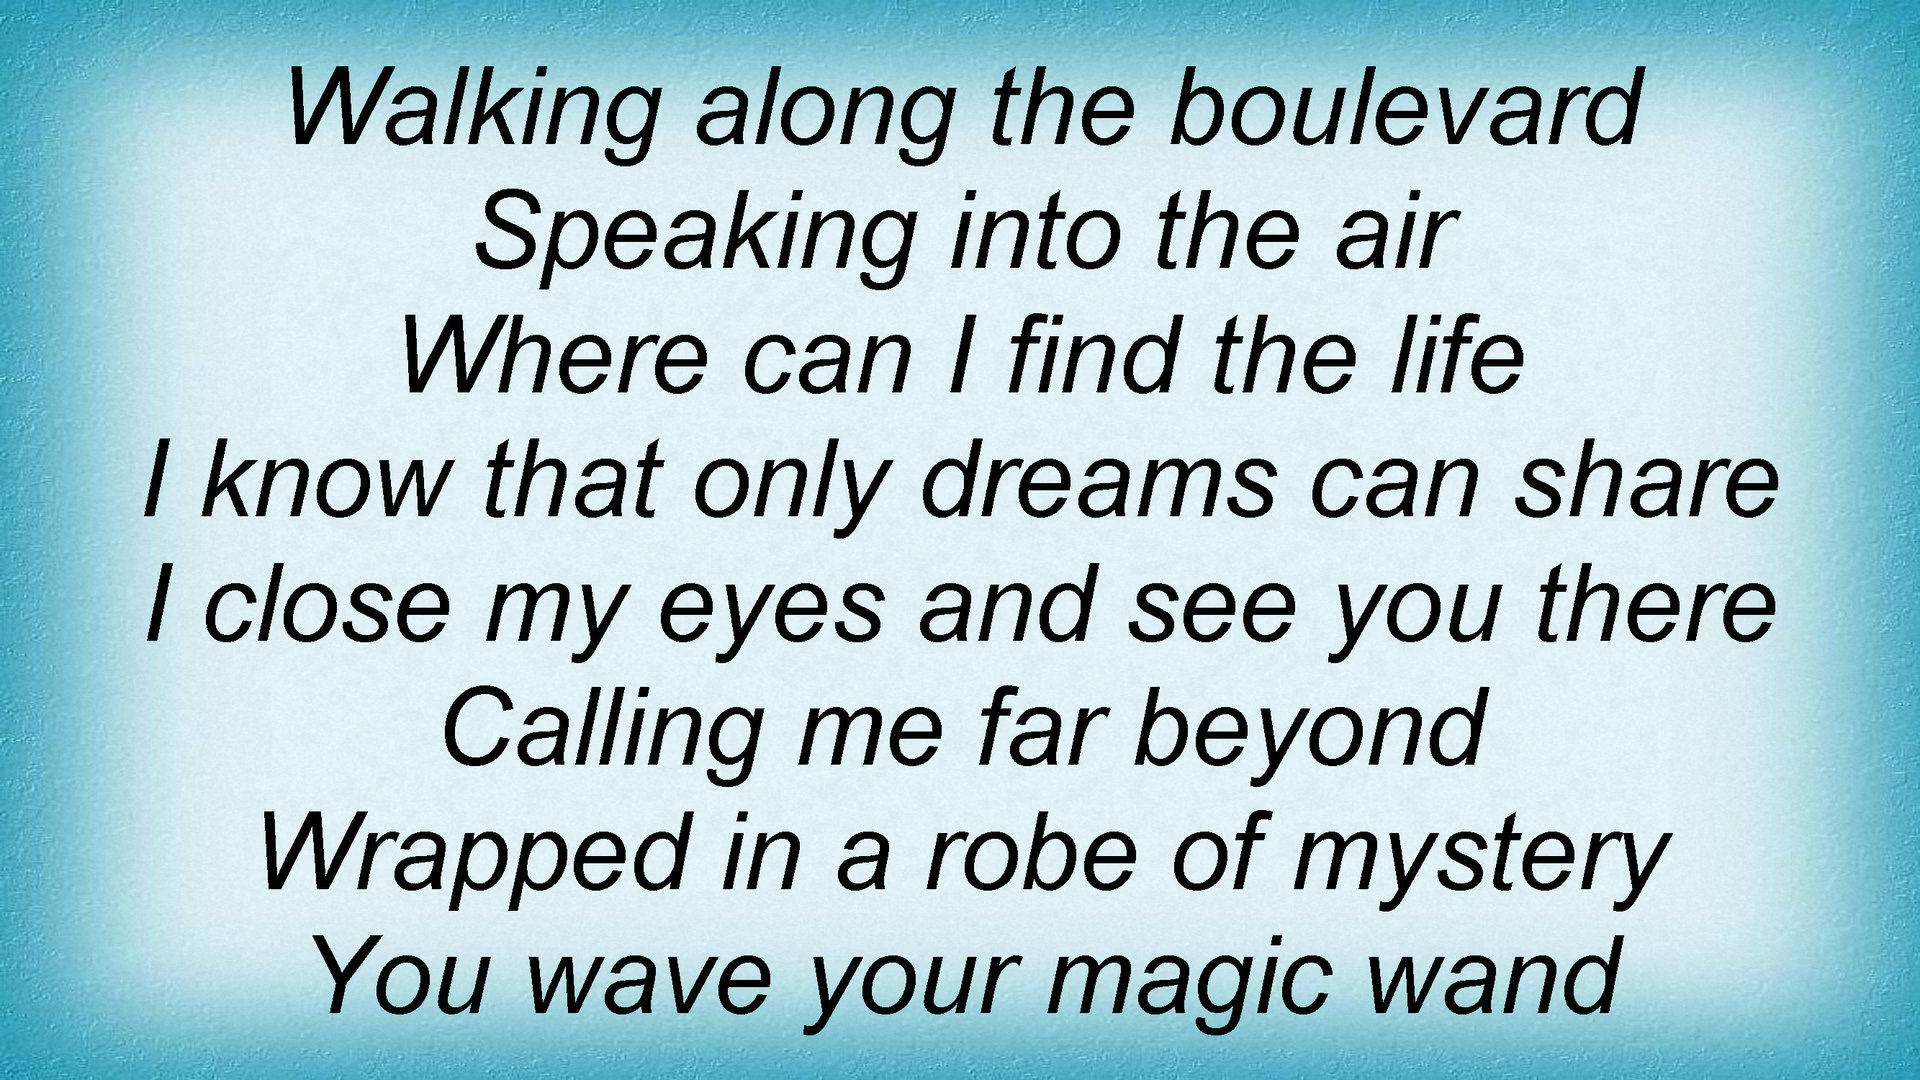 Walking along the boulevard
Speaking into the air
Where can I find the life
I know that only dreams can share
I close my eyes and see you there
Calling me far beyond
Wrapped in a robe of mystery
You wave your magic wand